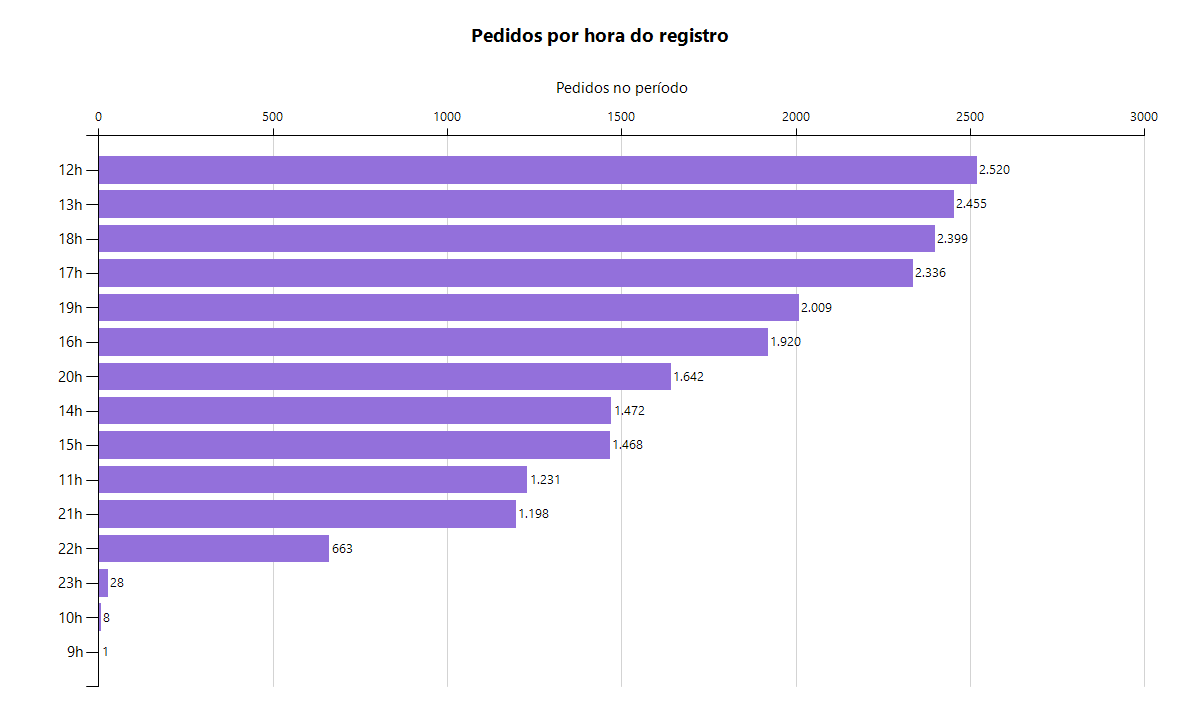 Pedidos por hora do registro
Pedidos no período
0 500 1000 1500 2000 2500 3000
12h 2.520
13h 2.455
18h 2.399
17h 2.336
19h 2.009
16h 1.920
20h 1.642
14h 1.472
15h 1.468
11h 1.231
21h 1.198
22h 663
23h 28
10h 8
9h 1